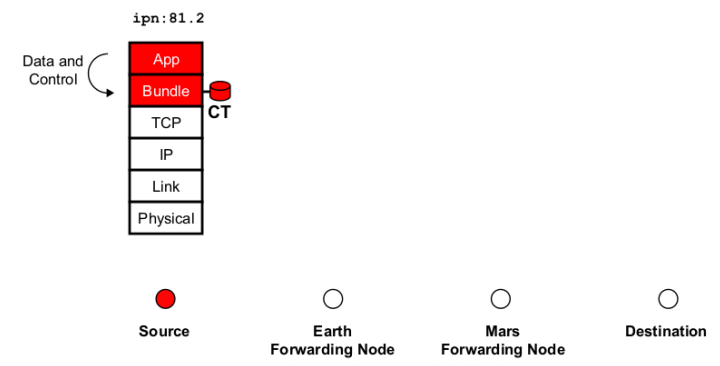 ipn:81.2
Data and
Control
App
Bundle
CT
TCP
IP
Link
Physical
Source
Earth
Forwarding Node
Mars
Forwarding Node
Destination